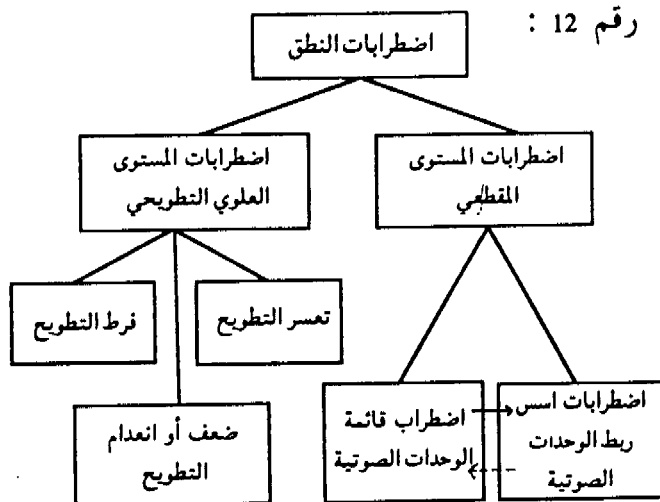 رقم 12 :
اضطرابات النطق
اضطرابات المستوى
المقطعي
اضطرابات المستوى
العلوي التطويحي
تعسر التطويح
فرط التطويح
اضطرابات اسس
ربط الوحدات
الصوتية
اضطراب قائمة
الوحدات الصوتية
ضعف أو انعدام
التطويح